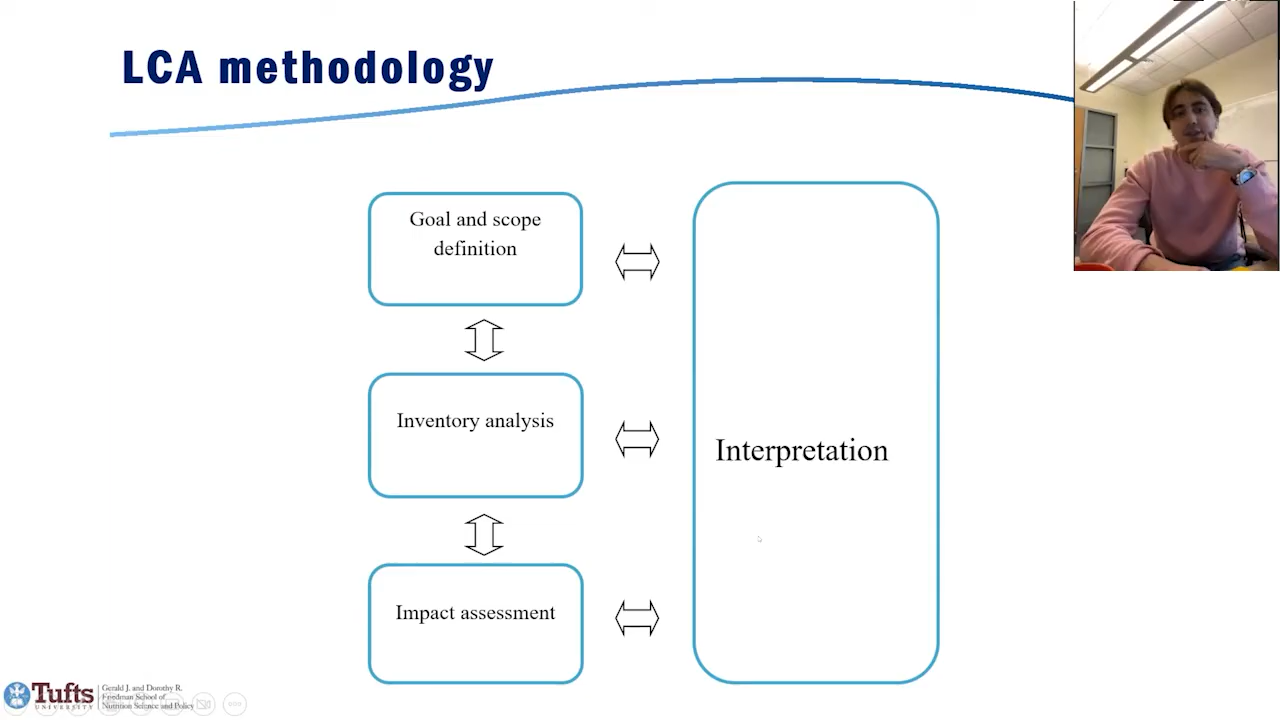 LCA methodology
Goal and scope
definition
Inventory analysis
Interpretation
Impact assessment
Tufts
UNIVERSITY
Gerald J. and Dorothy R.
Friedman School of
Nutrition Science and Policy